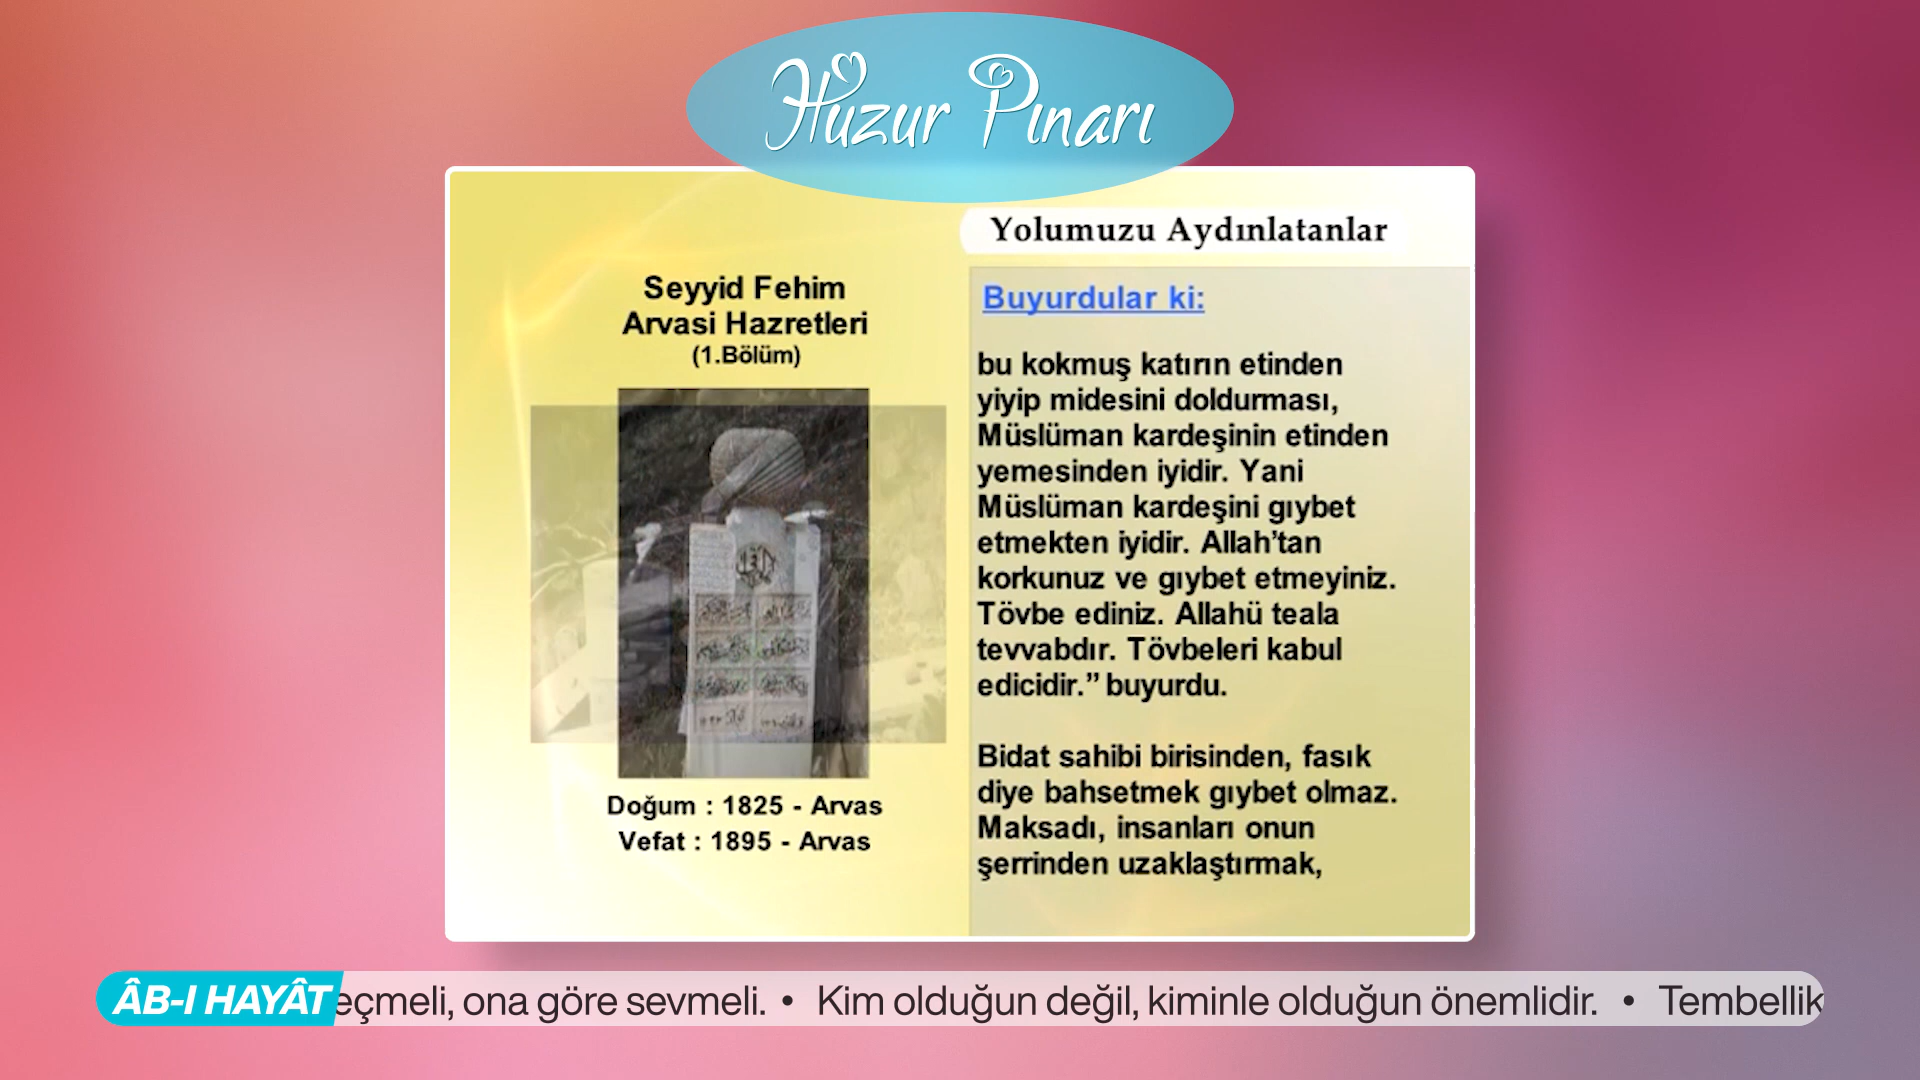 Huzur Pınarı
Yolumuzu Aydınlatanlar
Seyyid Fehim
Arvasi Hazretleri
(1.Bölüm)
Doğum : 1825 - Arvas
Vefat : 1895 - Arvas
Buyurdular ki:
bu kokmuş katırın etinden
yiyip midesini doldurması,
Müslüman kardeşinin etinden
yemesinden iyidir. Yani
Müslüman kardeşini gıybet
etmekten iyidir. Allah’tan
korkunuz ve gıybet etmeyiniz.
Tövbe ediniz. Allahü teala
tevvabdır. Tövbeleri kabul
edicidir.” buyurdu.
Bidat sahibi birisinden, fasık
diye bahsetmek gıybet olmaz.
Maksadı, insanları onun
şerrinden uzaklaştırmak,
ÂB-I HAYÂT eçmeli, ona göre sevmeli. • Kim olduğun değil, kiminle olduğun önemlidir. • Tembellik